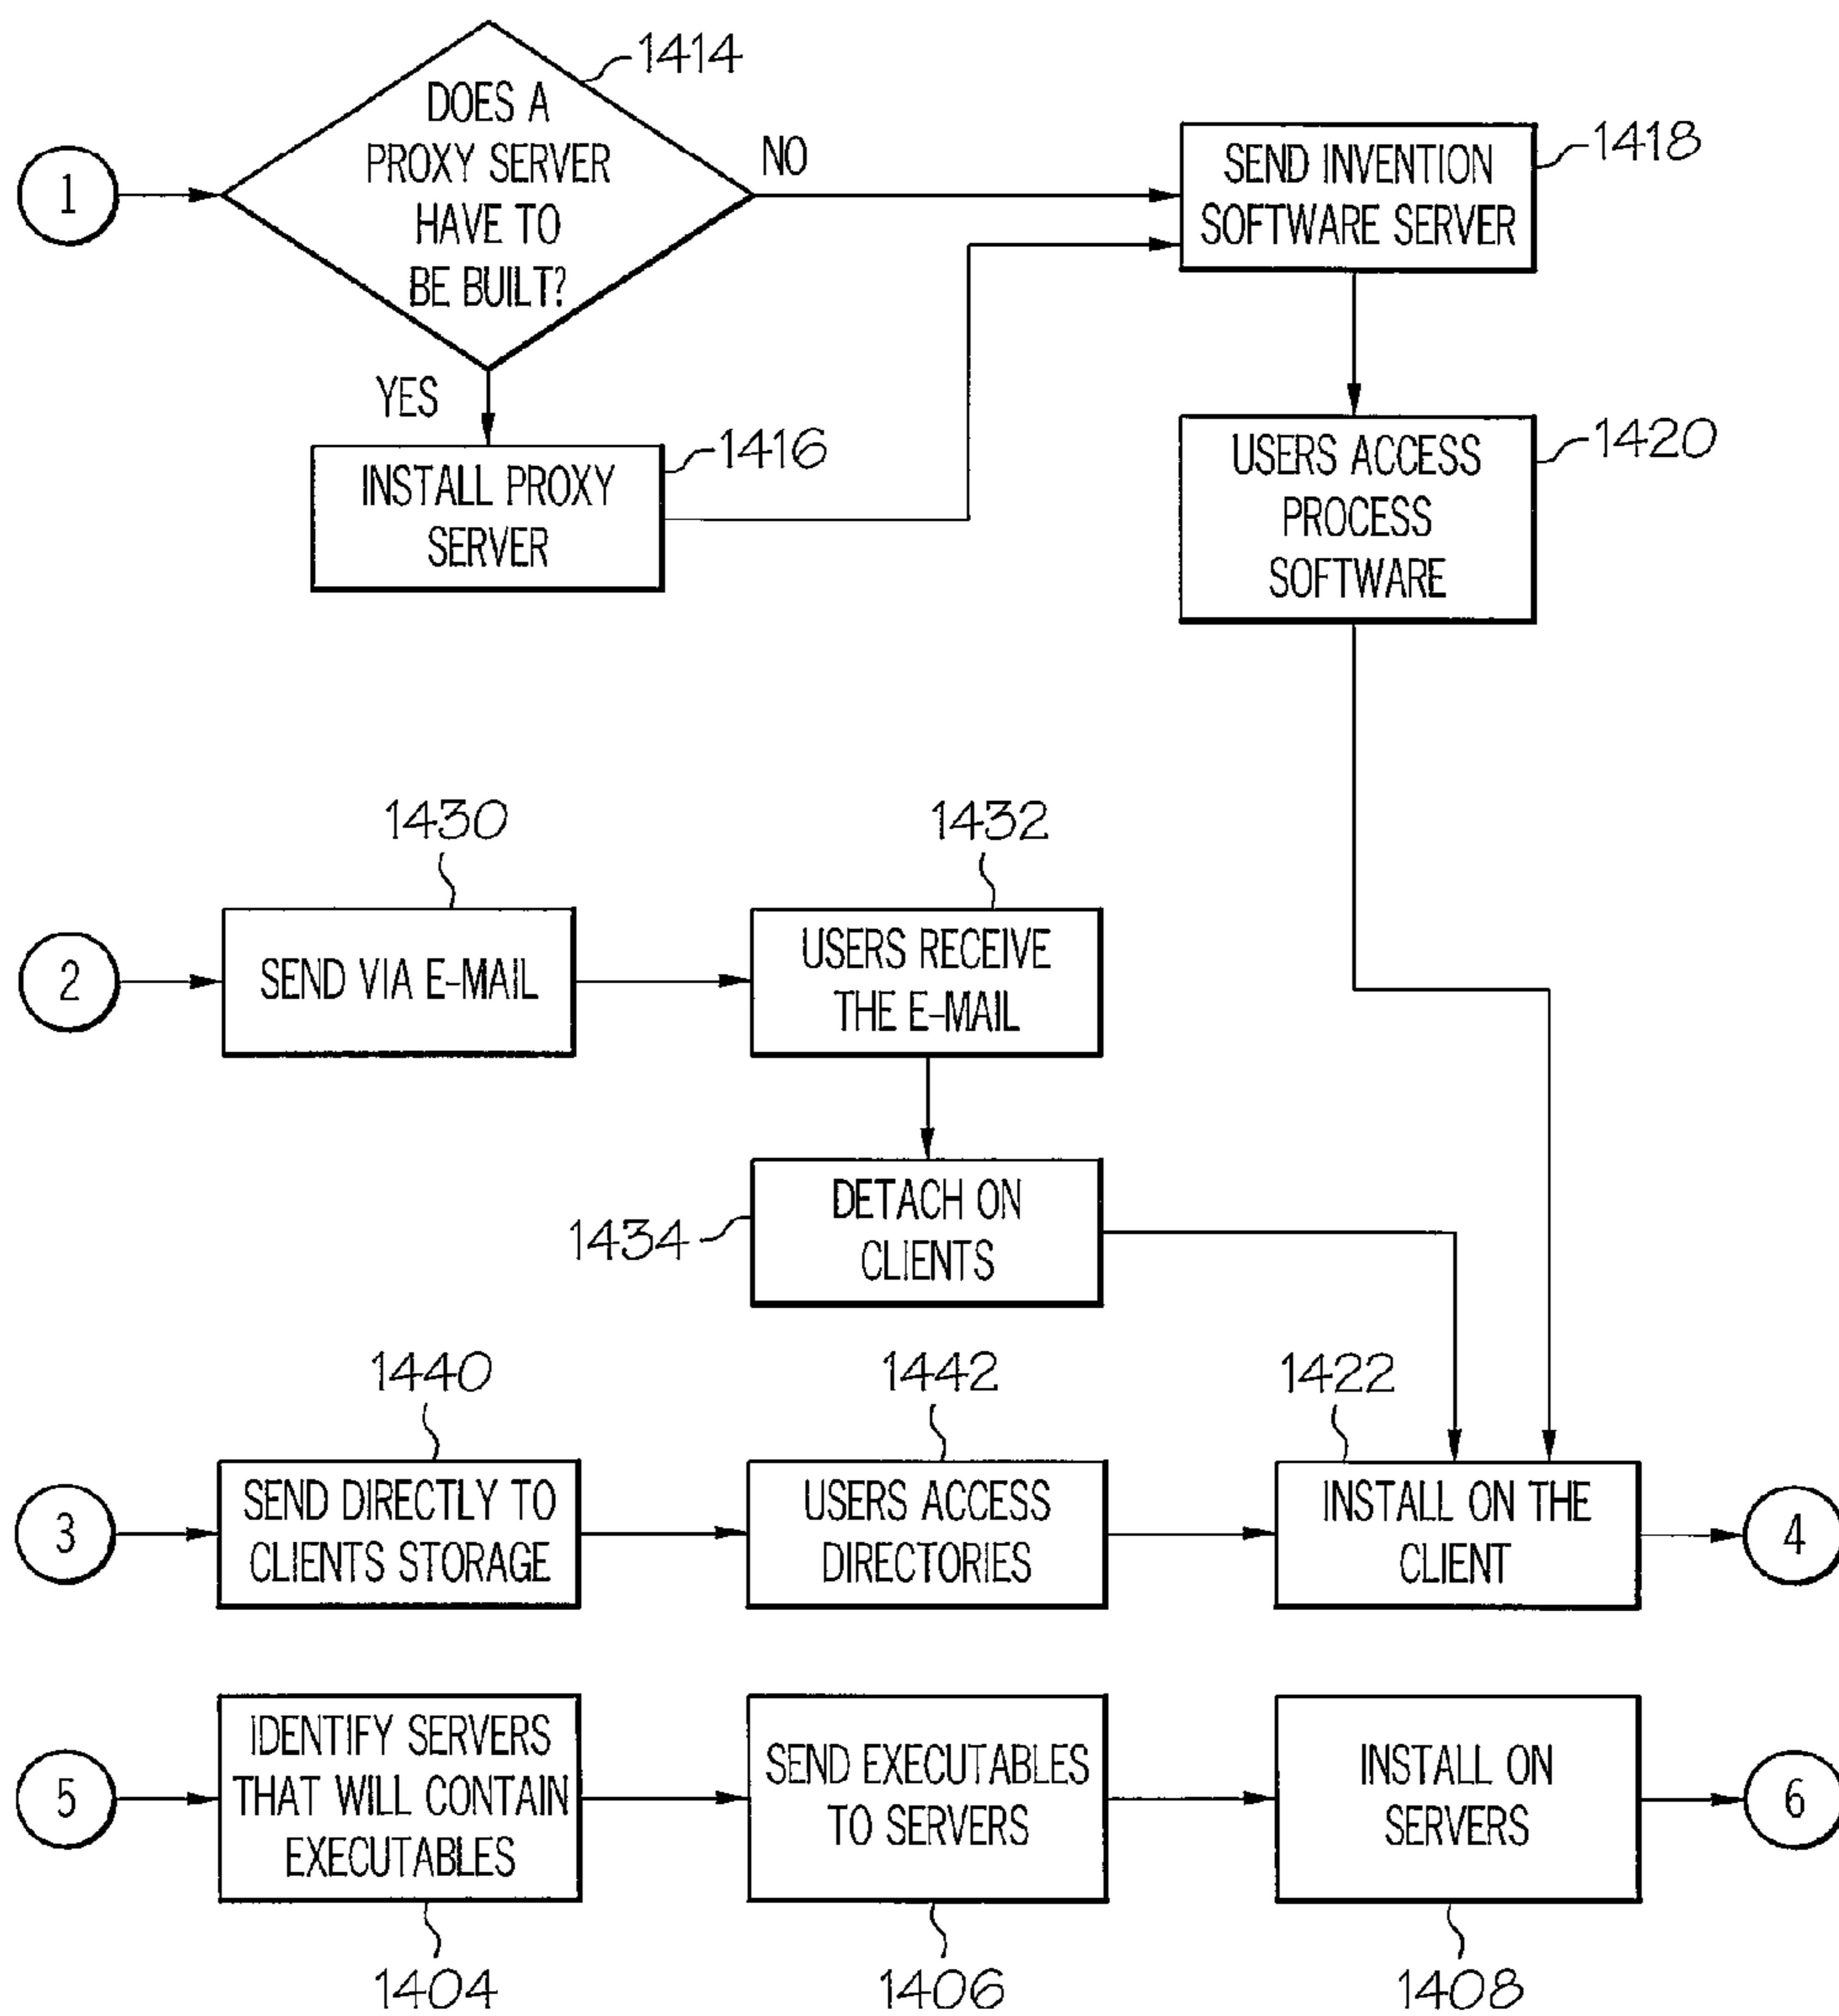 1
DOES A
PROXY SERVER
HAVE TO
BE BUILT?
1414
NO
YES
INSTALL PROXY
SERVER
1416
SEND INVENTION
SOFTWARE SERVER
1418
USERS ACCESS
PROCESS
SOFTWARE
1420
2
1430
SEND VIA E-MAIL
1432
USERS RECEIVE
THE E-MAIL
DETACH ON
CLIENTS
1434
3
1440
SEND DIRECTLY TO
CLIENTS STORAGE
1442
USERS ACCESS
DIRECTORIES
1422
INSTALL ON THE
CLIENT
4
5
IDENTIFY SERVERS
THAT WILL CONTAIN
EXECUTABLES
1404
SEND EXECUTABLES
TO SERVERS
1406
INSTALL ON
SERVERS
1408
6